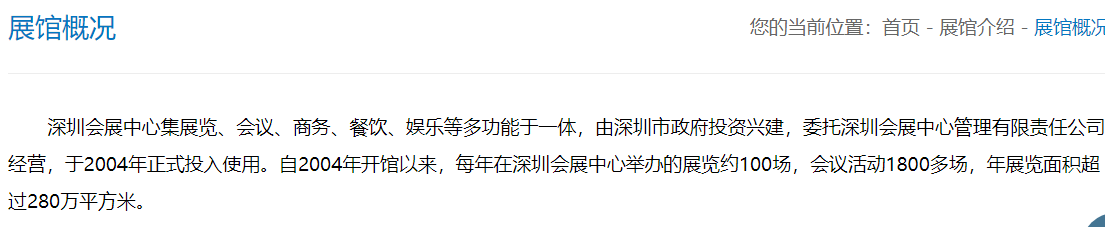 展馆概况
您的当前位置：首页 - 展馆介绍 - 展馆概况
深圳会展中心集展览、会议、商务、餐饮、娱乐等多功能于一体，由深圳市政府投资兴建，委托深圳会展中心管理有限责任公司
经营，于2004年正式投入使用。自2004年开馆以来，每年在深圳会展中心举办的展览约100场，会议活动1800多场，年展览面积超
过280万平方米。